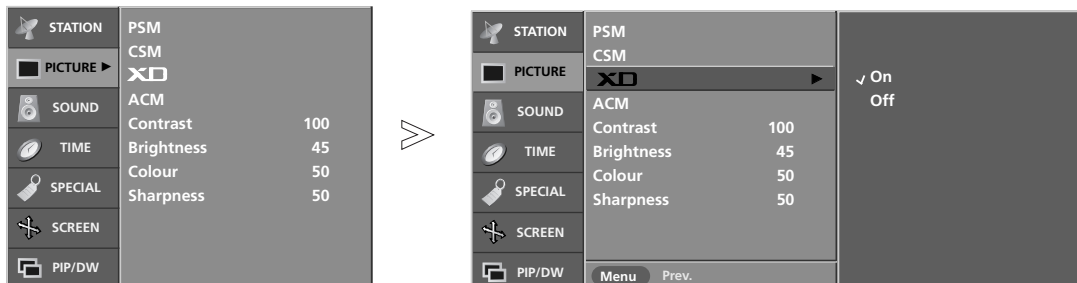 STATION
PICTURE ►
SOUND
TIME
SPECIAL
SCREEN
PIP/DW
PSM
CSM
XD
ACM
Contrast 100
Brightness 45
Colour 50
Sharpness 50
STATION
PICTURE
SOUND
TIME
SPECIAL
SCREEN
PIP/DW
PSM
CSM
XD ►
ACM
Contrast 100
Brightness 45
Colour 50
Sharpness 50
Menu Prev.
✓ On
Off